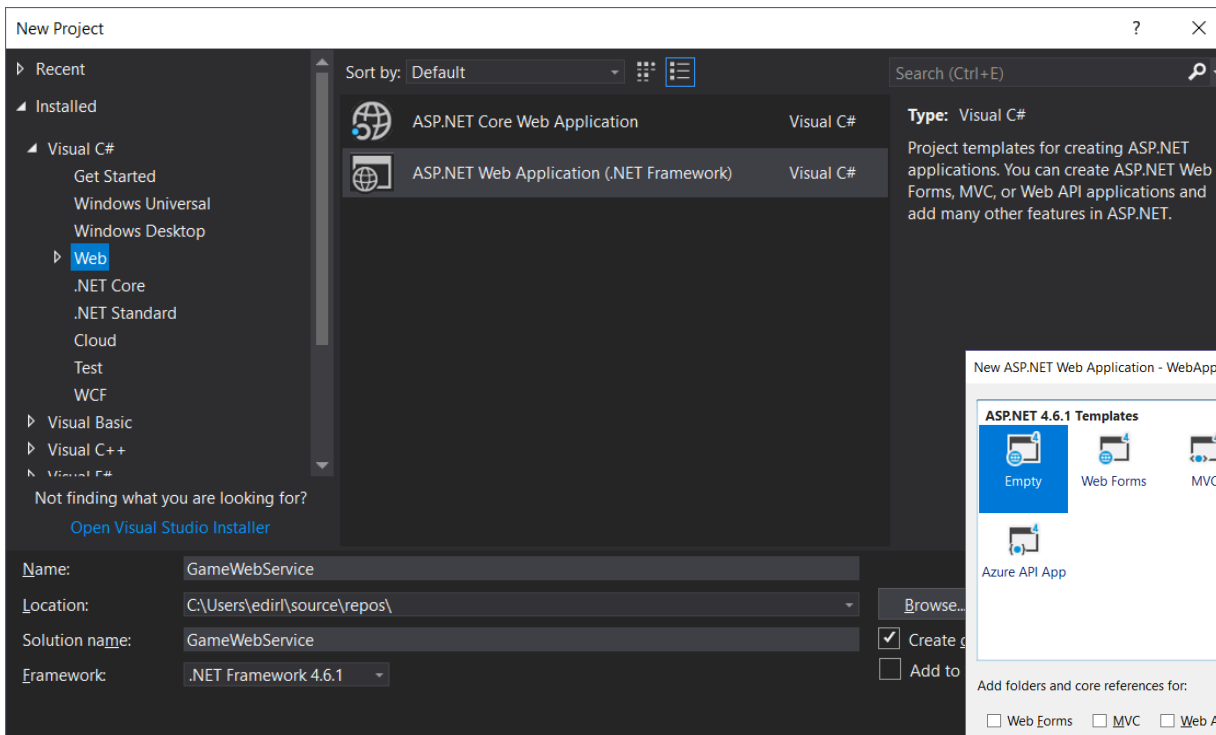 New Project
?
Recent
Installed
Visual C#
Get Started
Windows Universal
Windows Desktop
Web
.NET Core
.NET Standard
Cloud
Test
WCF
Visual Basic
Visual C++
Not finding what you are looking for?
Open Visual Studio Installer
Sort by: Default
ASP.NET Core Web Application Visual C#
ASP.NET Web Application (.NET Framework) Visual C#
Search (Ctrl+E)
Type: Visual C#
Project templates for creating ASP.NET
applications. You can create ASP.NET Web
Forms, MVC, or Web API applications and
add many other features in ASP.NET.
Name: GameWebService
Location: C:\Users\edirl\source\repos\
Solution name: GameWebService
Framework: .NET Framework 4.6.1
Browse...
Create
Add to
New ASP.NET Web Application - WebApp
ASP.NET 4.6.1 Templates
Empty Web Forms MVC
Azure API App
Add folders and core references for:
Web Forms MVC Web